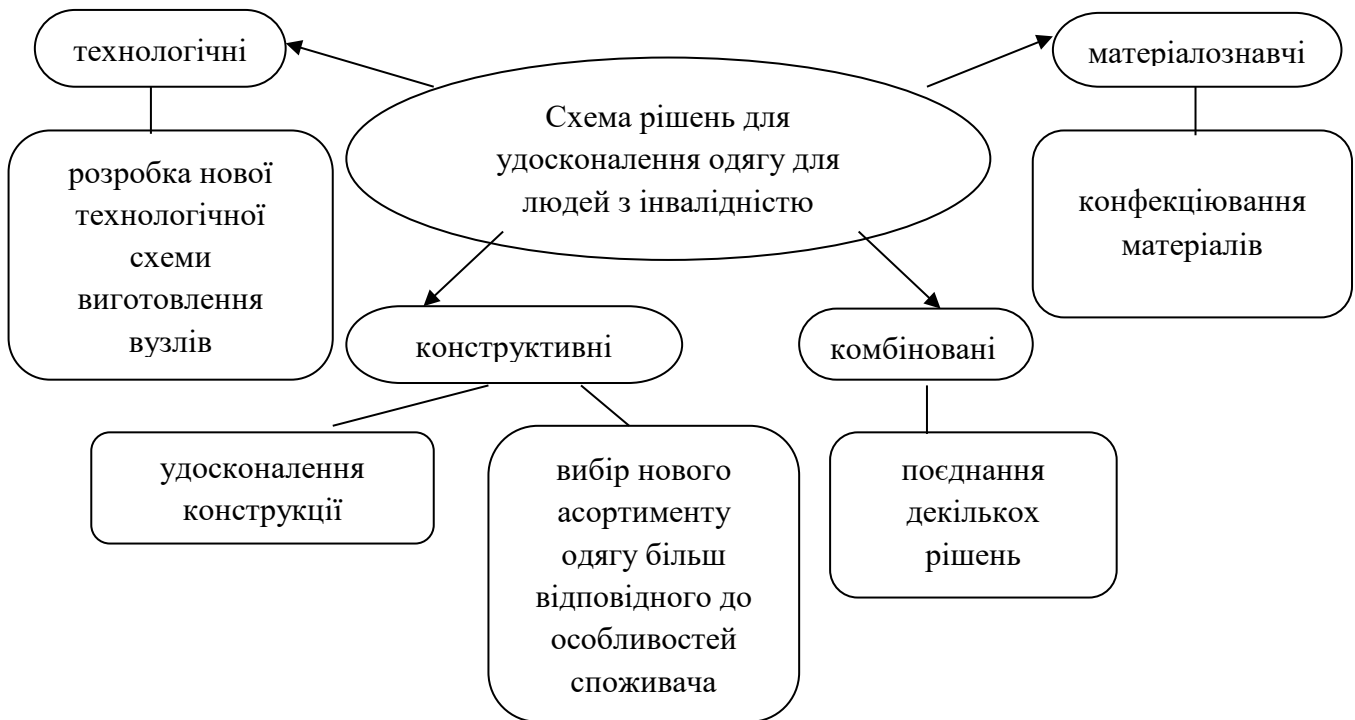 технологічні
матеріалознавчі
Схема рішень для
удосконалення одягу для
людей з інвалідністю
розробка нової
технологічної
схеми
виготовлення
вузлів
конфекціювання
матеріалів
конструктивні
комбіновані
удосконалення
конструкції
вибір нового
асортименту
одягу більш
відповідного до
особливостей
споживача
поєднання
декількох
рішень